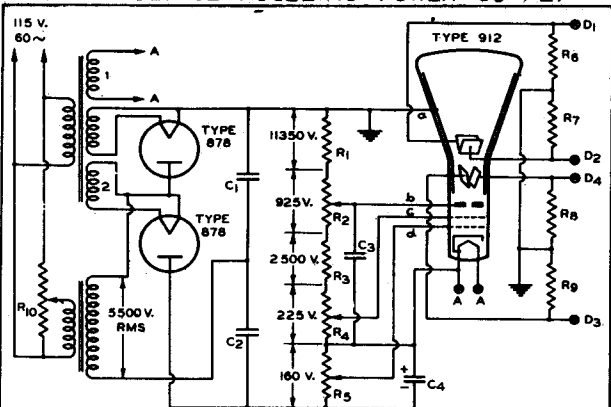 115 V.
60~
A
1
A
TYPE
878
2
TYPE
878
R10
5500 V.
RMS
C1
C2
11350 V.
R1
925 V.
R2
2500 V.
R3
225 V.
R4
160 V.
R5
C3
+
-
C4
TYPE 912
a
b
c
d
A A
D1
R6
R7
D2
D4
R8
R9
D3